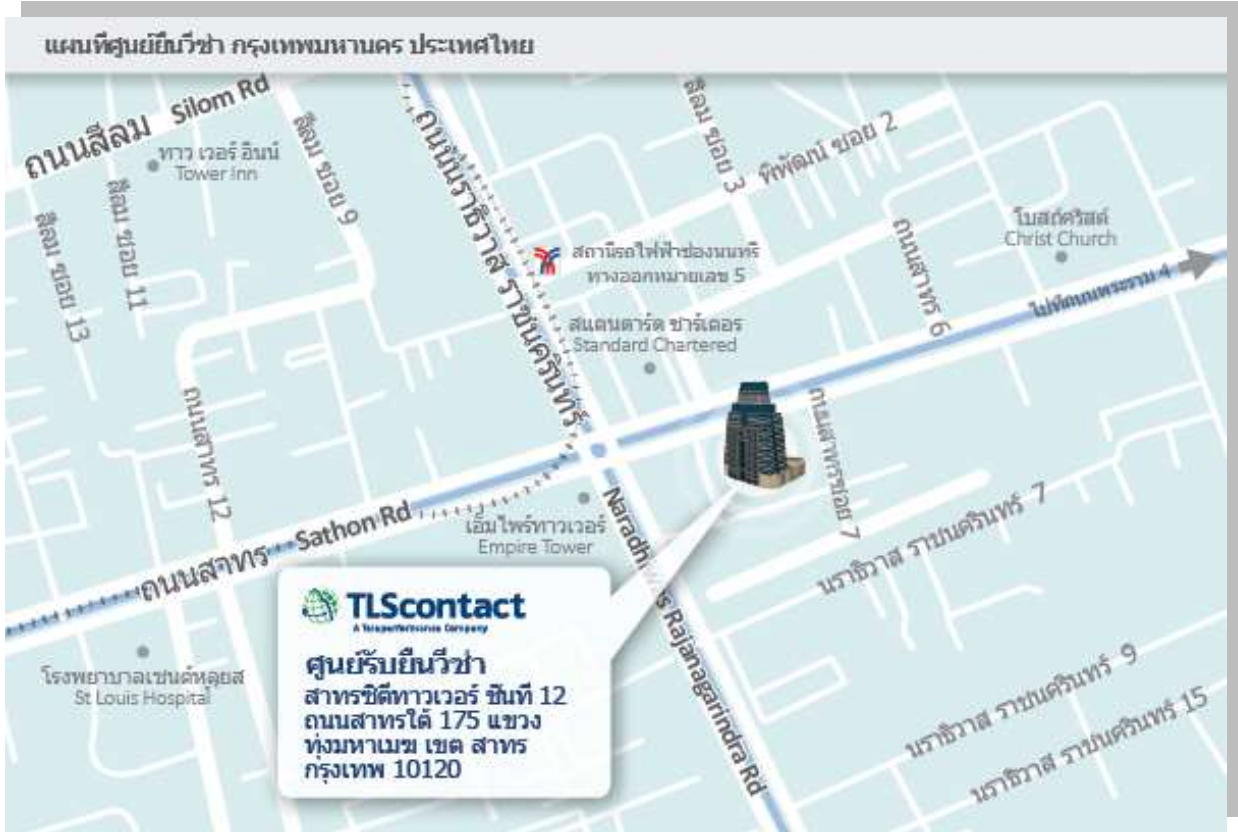 แผนที่ศูนย์ยื่นวีซ่า กรุงเทพมหานคร ประเทศไทย
ถนนสีลม Silom Rd
ทาว เวอร์ อินน์
Tower Inn
สีลม ซอย 9
สีลม ซอย 11
สีลม ซอย 13
ถนนนราธิวาส ราชนครินทร์
สีลม ซอย 3
พิพัฒน์ ซอย 2
สถานีรถไฟฟ้าช่องนนทรี
ทางออกหมายเลข 5
ถนนสาทร 6
โบสถ์คริสต์
Christ Church
ไปที่ถนนพระราม 4
สแตนดาร์ด ชาร์เตอร์
Standard Chartered
ถนนสาทร 12
ถนนสาทรซอย 7
ถนนสาทร Sathon Rd
เอ็มไพร์ทาวเวอร์
Empire Tower
Naradhiwas Rajanagarindra Rd
นราธิวาส ราชนครินทร์ 7
นราธิวาส ราชนครินทร์ 9
นราธิวาส ราชนครินทร์ 15
โรงพยาบาลเซนต์หลุยส
St Louis Hospital
TLScontact
A Teleperformance Company
ศูนย์รับยื่นวีซ่า
สาทรซิตี้ทาวเวอร์ ชั้นที่ 12
ถนนสาทรใต้ 175 แขวง
ทุ่งมหาเมฆ เขต สาทร
กรุงเทพ 10120